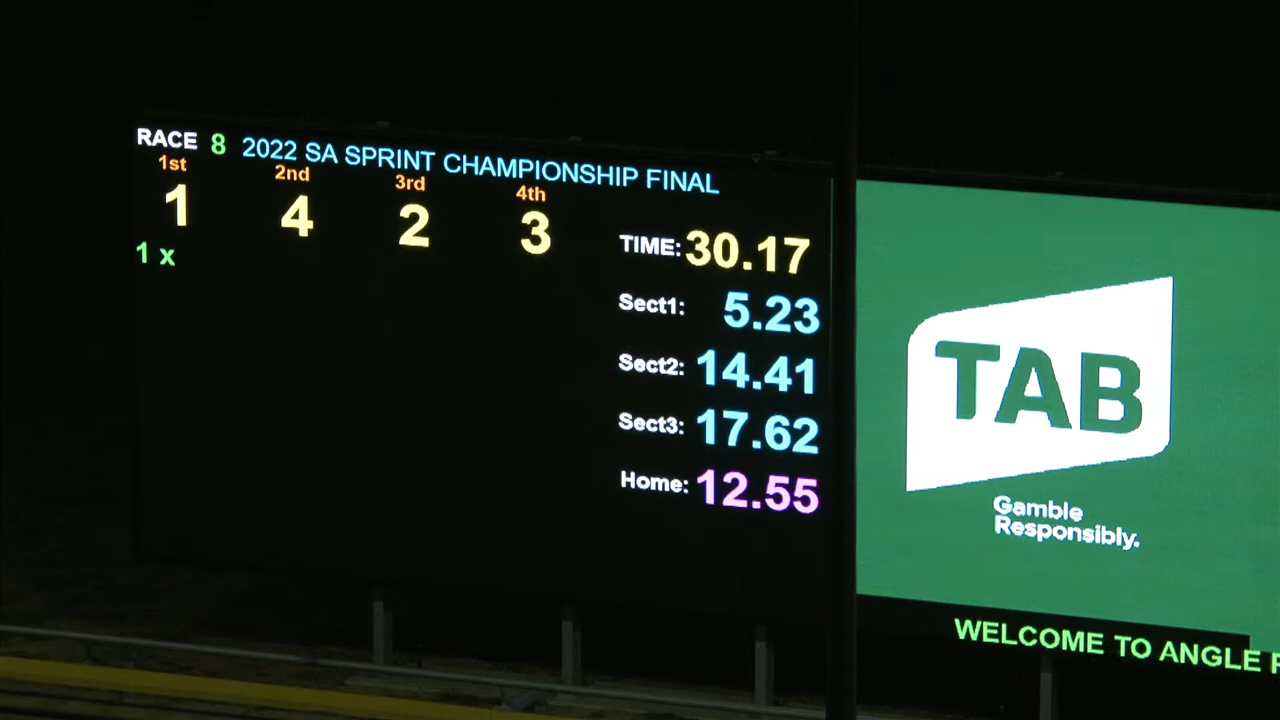 RACE 8 2022 SA SPRINT CHAMPIONSHIP FINAL
1st 2nd 3rd 4th
1 4 2 3
1 x
TIME: 30.17
Sect1: 5.23
Sect2: 14.41
Sect3: 17.62
Home: 12.55
TAB
Gamble
Responsibly.
WELCOME TO ANGLE